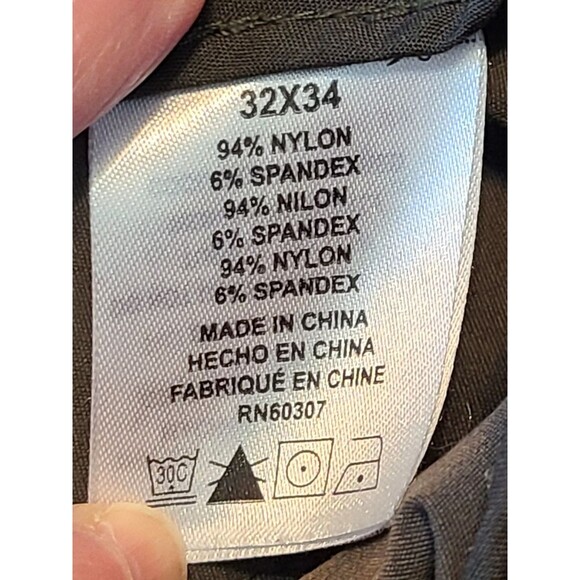 32X34
94% NYLON
6% SPANDEX
94% NILON
6% SPANDEX
94% NYLON
6% SPANDEX
MADE IN CHINA
HECHO EN CHINA
FABRIQUÉ EN CHINE
RN60307
30C